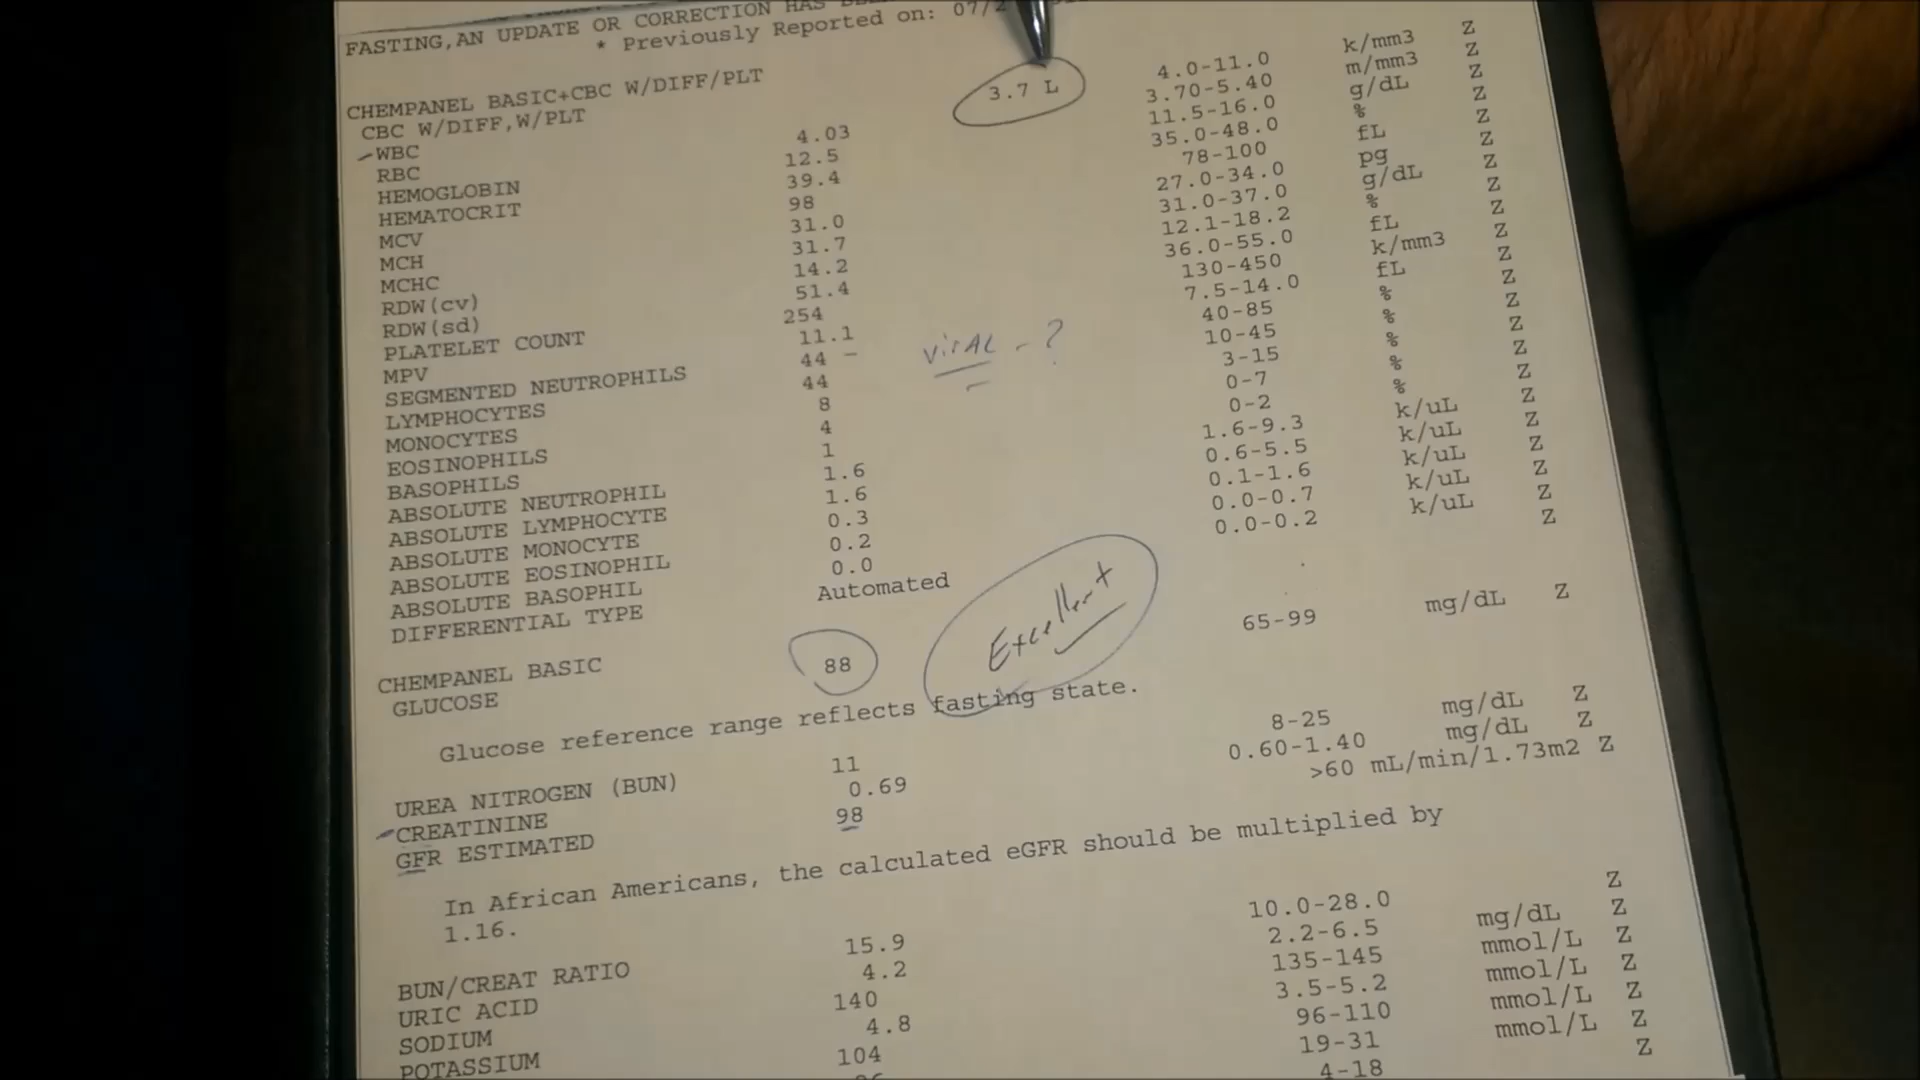 FASTING, AN UPDATE OR CORRECTION HAS
* Previously Reported on: 07/2
CHEMPANEL BASIC+CBC W/DIFF/PLT
CBC W/DIFF,W/PLT
WBC 3.7 L 4.0-11.0 k/mm3 Z
RBC 4.03 3.70-5.40 m/mm3 Z
HEMOGLOBIN 12.5 11.5-16.0 g/dL Z
HEMATOCRIT 39.4 35.0-48.0 % Z
MCV 98 78-100 fL Z
MCH 31.0 27.0-34.0 pg Z
MCHC 31.7 31.0-37.0 g/dL Z
RDW(cv) 14.2 12.1-18.2 % Z
RDW(sd) 51.4 36.0-55.0 fL Z
PLATELET COUNT 254 130-450 k/mm3 Z
MPV 11.1 7.5-14.0 fL Z
SEGMENTED NEUTROPHILS 44 - 40-85 % Z
viral - ?
LYMPHOCYTES 44 10-45 % Z
MONOCYTES 8 3-15 % Z
EOSINOPHILS 4 0-7 % Z
BASOPHILS 1 0-2 % Z
ABSOLUTE NEUTROPHIL 1.6 1.6-9.3 k/uL Z
ABSOLUTE LYMPHOCYTE 1.6 0.6-5.5 k/uL Z
ABSOLUTE MONOCYTE 0.3 0.1-1.6 k/uL Z
ABSOLUTE EOSINOPHIL 0.2 0.0-0.7 k/uL Z
ABSOLUTE BASOPHIL 0.0 0.0-0.2 k/uL Z
DIFFERENTIAL TYPE Automated Z
Excellent
CHEMPANEL BASIC
GLUCOSE 88 65-99 mg/dL Z
Glucose reference range reflects fasting state.
UREA NITROGEN (BUN) 11 8-25 mg/dL Z
CREATININE 0.69 0.60-1.40 mg/dL Z
GFR ESTIMATED 98 >60 mL/min/1.73m2 Z
In African Americans, the calculated eGFR should be multiplied by
1.16.
BUN/CREAT RATIO 15.9 10.0-28.0 Z
URIC ACID 4.2 2.2-6.5 mg/dL Z
SODIUM 140 135-145 mmol/L Z
POTASSIUM 4.8 3.5-5.2 mmol/L Z
104 96-110 mmol/L Z
19-31 mmol/L Z
4-18 Z